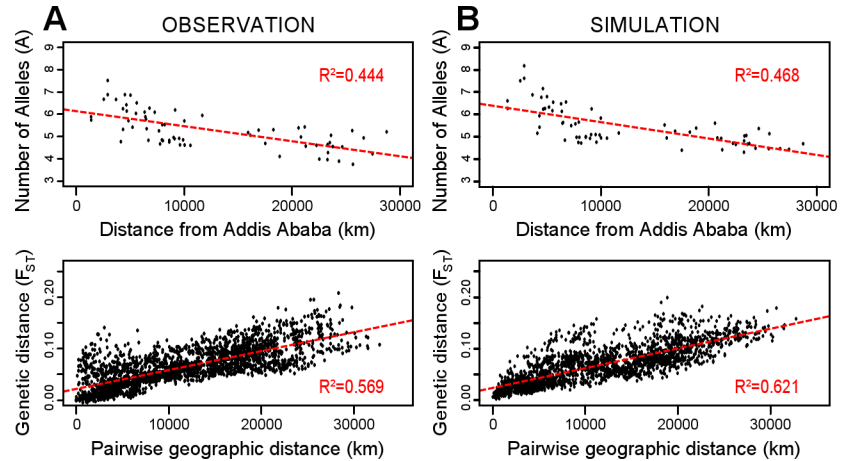 A OBSERVATION
Number of Alleles (A)
9
8
7
6
5
4
3
R²=0.444
0 10000 20000 30000
Distance from Addis Ababa (km)
B SIMULATION
Number of Alleles (A)
9
8
7
6
5
4
3
R²=0.468
0 10000 20000 30000
Distance from Addis Ababa (km)
Genetic distance (FST)
0.20
0.10
0.00
R²=0.569
0 10000 20000 30000
Pairwise geographic distance (km)
Genetic distance (FST)
0.20
0.10
0.00
R²=0.621
0 10000 20000 30000
Pairwise geographic distance (km)